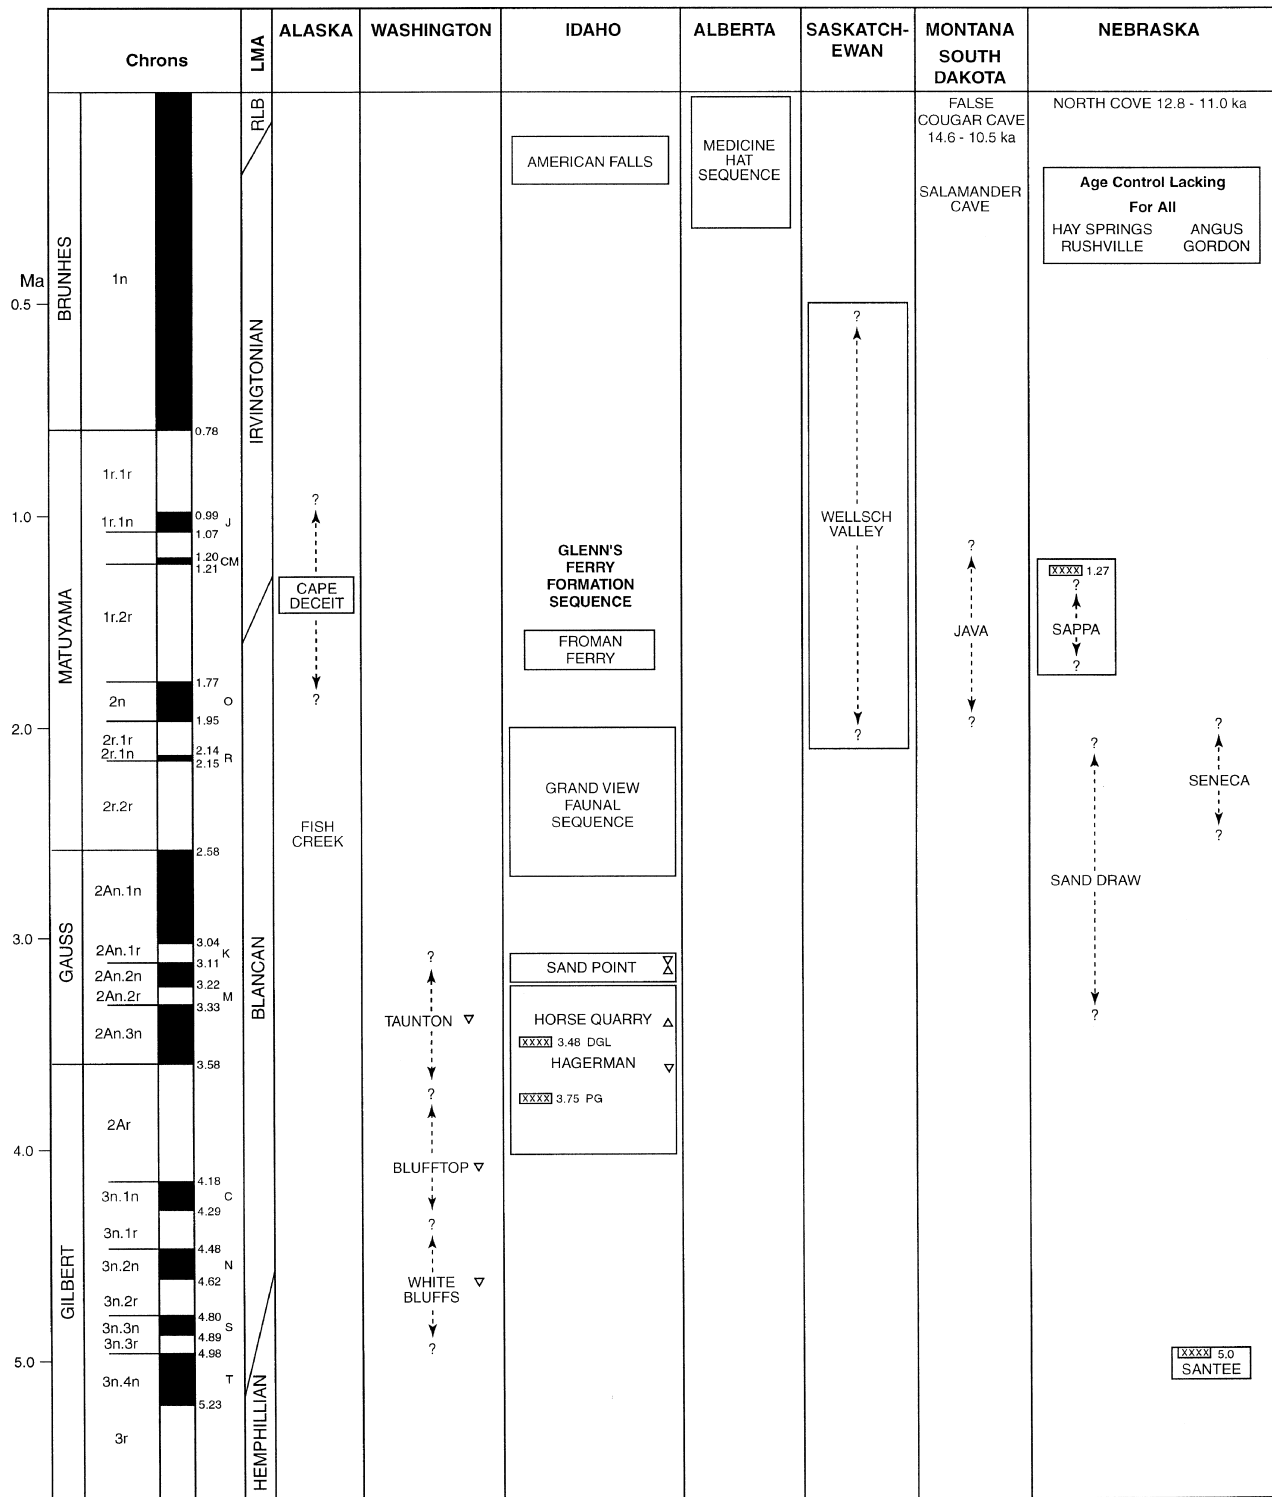 Chrons
LMA
ALASKA
WASHINGTON
IDAHO
ALBERTA
SASKATCH-
EWAN
MONTANA
SOUTH
DAKOTA
NEBRASKA
Ma
0.5
1.0
2.0
3.0
4.0
5.0
BRUNHES
MATUYAMA
GAUSS
GILBERT
1n
1r.1r
1r.1n
1r.2r
2n
2r.1r
2r.1n
2r.2r
2An.1n
2An.1r
2An.2n
2An.2r
2An.3n
2Ar
3n.1n
3n.1r
3n.2n
3n.2r
3n.3n
3n.3r
3n.4n
3r
0.78
0.99
J
1.07
1.20
CM
1.21
1.77
O
1.95
2.14
R
2.15
2.58
3.04
K
3.11
3.22
M
3.33
3.58
4.18
C
4.29
4.48
N
4.62
4.80
S
4.89
4.98
T
5.23
RLB
IRVINGTONIAN
BLANCAN
HEMPHILLIAN
?
CAPE
DECEIT
?
FISH
CREEK
?
TAUNTON
?
BLUFFTOP
?
WHITE
BLUFFS
?
AMERICAN FALLS
GLENN'S
FERRY
FORMATION
SEQUENCE
FROMAN
FERRY
GRAND VIEW
FAUNAL
SEQUENCE
SAND POINT
HORSE QUARRY
XXXX 3.48 DGL
HAGERMAN
XXXX 3.75 PG
MEDICINE
HAT
SEQUENCE
?
WELLSCH
VALLEY
?
FALSE
COUGAR CAVE
14.6 - 10.5 ka
SALAMANDER
CAVE
?
JAVA
?
NORTH COVE 12.8 - 11.0 ka
Age Control Lacking
For All
HAY SPRINGS ANGUS
RUSHVILLE GORDON
XXXX 1.27
?
SAPPA
?
?
SAND DRAW
?
?
SENECA
?
XXXX 5.0
SANTEE